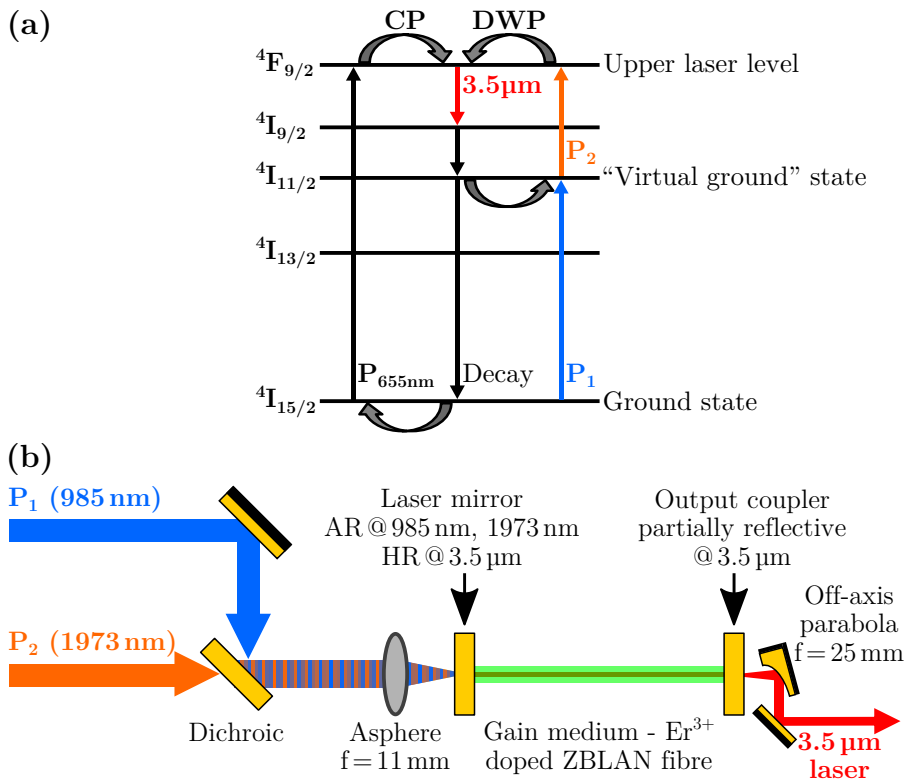 (a)
CP DWP
⁴F₉/₂ Upper laser level
3.5µm
⁴I₉/₂
P₂
⁴I₁₁/₂ “Virtual ground” state
⁴I₁₃/₂
P₆₅₅ₙₘ Decay P₁
⁴I₁₅/₂ Ground state
(b)
P₁ (985 nm)
Laser mirror
AR @ 985 nm, 1973 nm
HR @ 3.5 µm
Output coupler
partially reflective
@ 3.5 µm
Off-axis
parabola
f = 25 mm
P₂ (1973 nm)
Dichroic
Asphere
f = 11 mm
Gain medium - Er³⁺
doped ZBLAN fibre
3.5 µm
laser